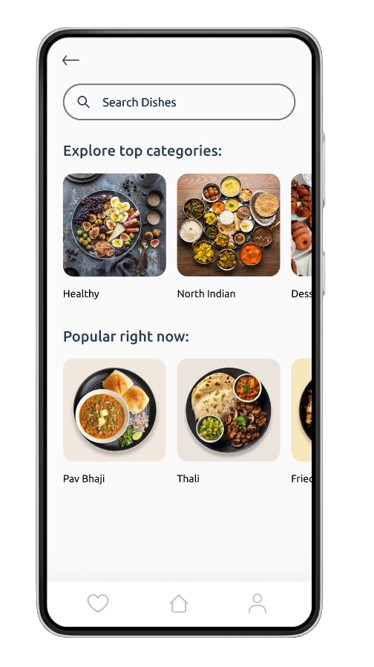 Search Dishes
Explore top categories:
Healthy
North Indian
Dess
Popular right now:
Pav Bhaji
Thali
Fried